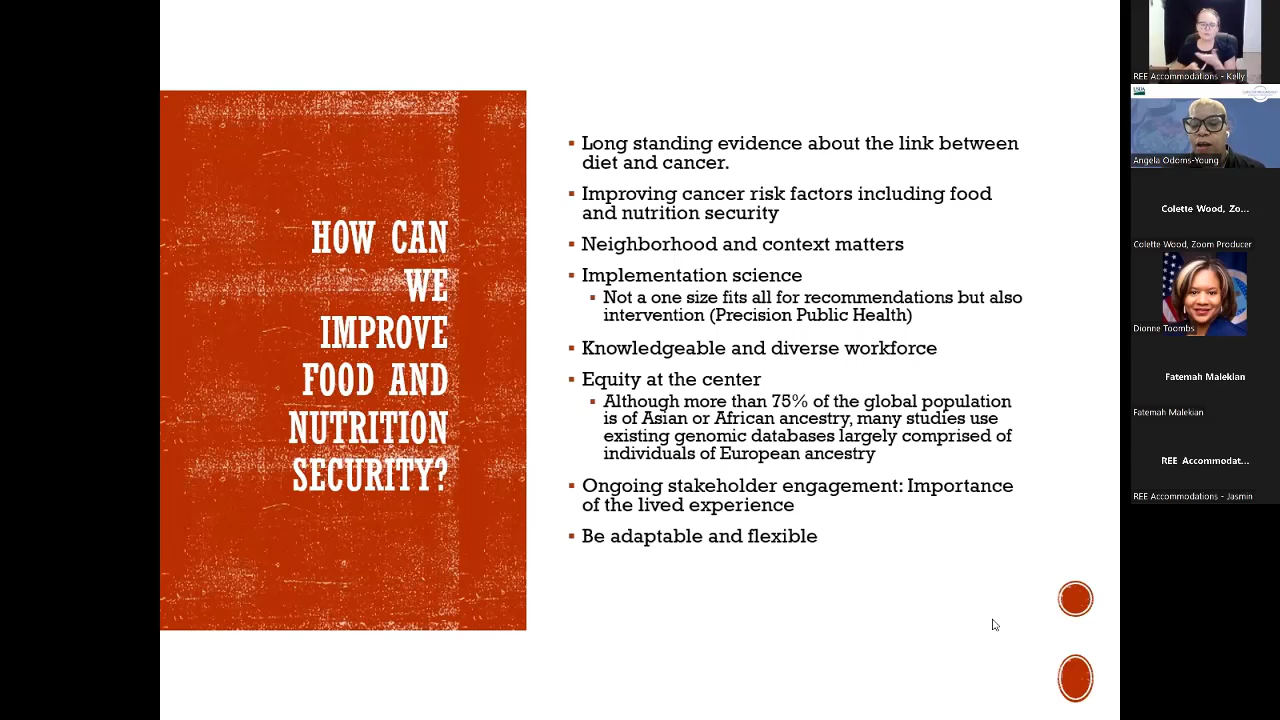 HOW CAN
WE
IMPROVE
FOOD AND
NUTRITION
SECURITY?
▪ Long standing evidence about the link between
diet and cancer.
▪ Improving cancer risk factors including food
and nutrition security
▪ Neighborhood and context matters
▪ Implementation science
▪ Not a one size fits all for recommendations but also
intervention (Precision Public Health)
▪ Knowledgeable and diverse workforce
▪ Equity at the center
▪ Although more than 75% of the global population
is of Asian or African ancestry, many studies use
existing genomic databases largely comprised of
individuals of European ancestry
▪ Ongoing stakeholder engagement: Importance
of the lived experience
▪ Be adaptable and flexible
REE Accommodations - Kelly
USDA
Angela Odoms-Young
Colette Wood, Zo...
Colette Wood, Zoom Producer
Dionne Toombs
Fatemah Malekian
Fatemah Malekian
REE Accommodat...
REE Accommodations - Jasmin